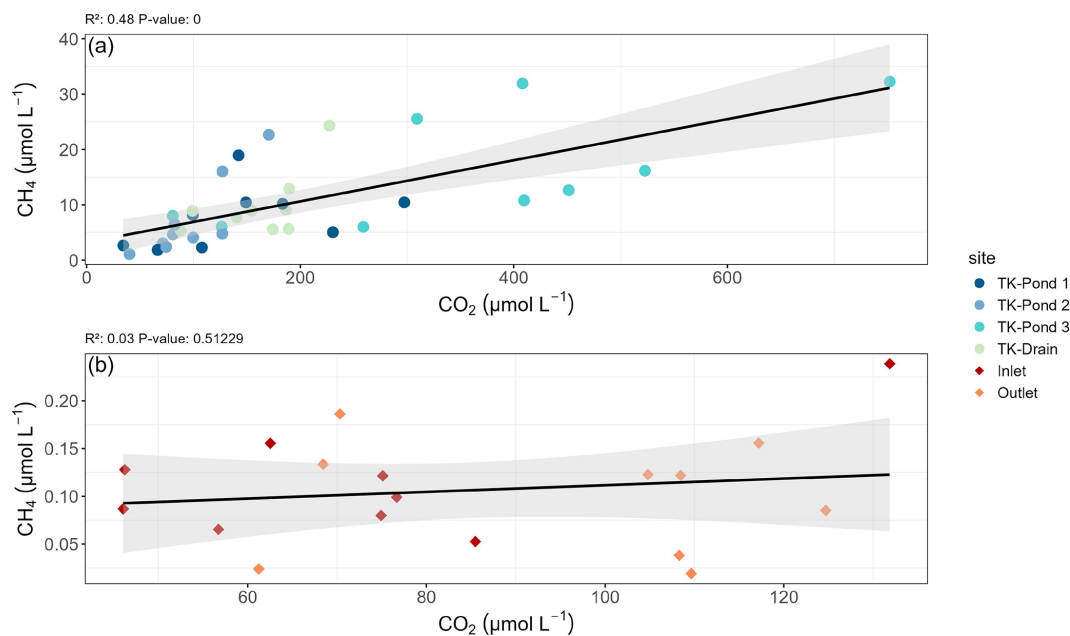 R²: 0.48 P-value: 0
(a)
40
30
20
10
0
CH₄ (µmol L⁻¹)
0 200 400 600
CO₂ (µmol L⁻¹)
R²: 0.03 P-value: 0.51229
(b)
0.20
0.15
0.10
0.05
CH₄ (µmol L⁻¹)
60 80 100 120
CO₂ (µmol L⁻¹)
site
TK-Pond 1
TK-Pond 2
TK-Pond 3
TK-Drain
Inlet
Outlet